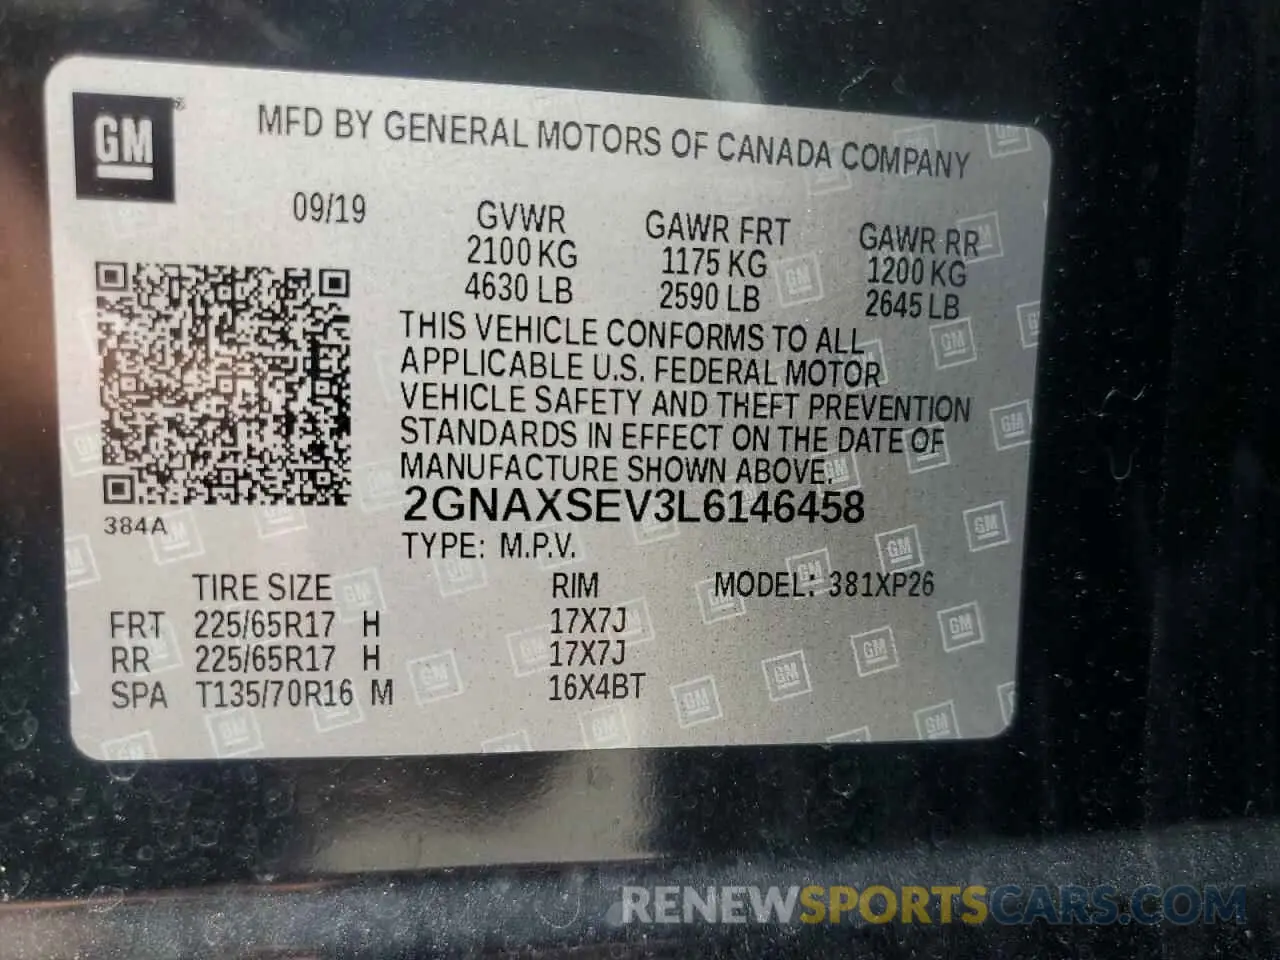 GM
MFD BY GENERAL MOTORS OF CANADA COMPANY
09/19
GVWR
2100 KG
4630 LB
GAWR FRT
1175 KG
2590 LB
GAWR RR
1200 KG
2645 LB
THIS VEHICLE CONFORMS TO ALL
APPLICABLE U.S. FEDERAL MOTOR
VEHICLE SAFETY AND THEFT PREVENTION
STANDARDS IN EFFECT ON THE DATE OF
MANUFACTURE SHOWN ABOVE.
2GNAXSEV3L6146458
384A
TYPE: M.P.V.
TIRE SIZE RIM MODEL: 381XP26
FRT 225/65R17 H 17X7J
RR 225/65R17 H 17X7J
SPA T135/70R16 M 16X4BT
RENEWSPORTSCARS.COM